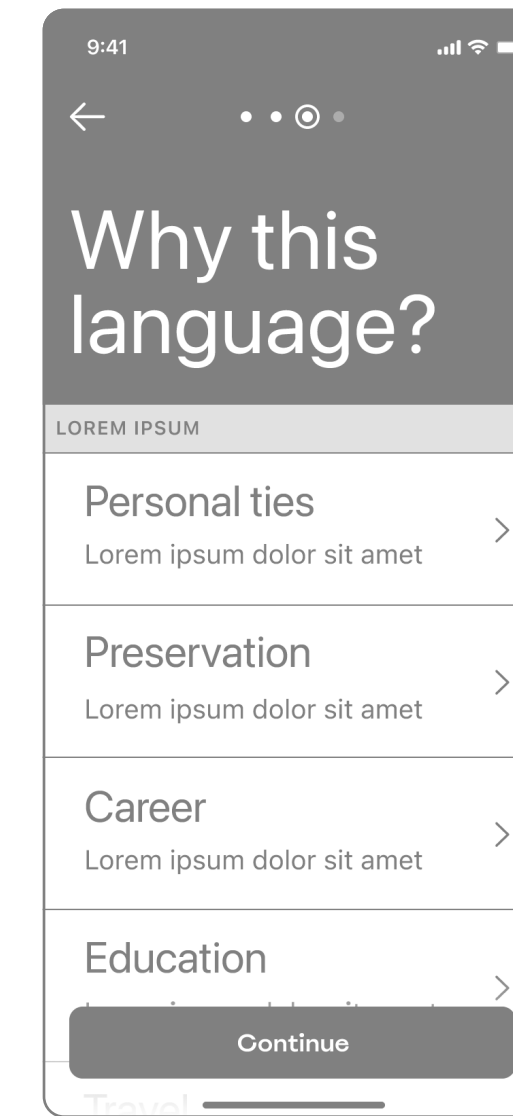 9:41
Why this
language?
LOREM IPSUM
Personal ties
Lorem ipsum dolor sit amet
Preservation
Lorem ipsum dolor sit amet
Career
Lorem ipsum dolor sit amet
Education
Continue
Travel